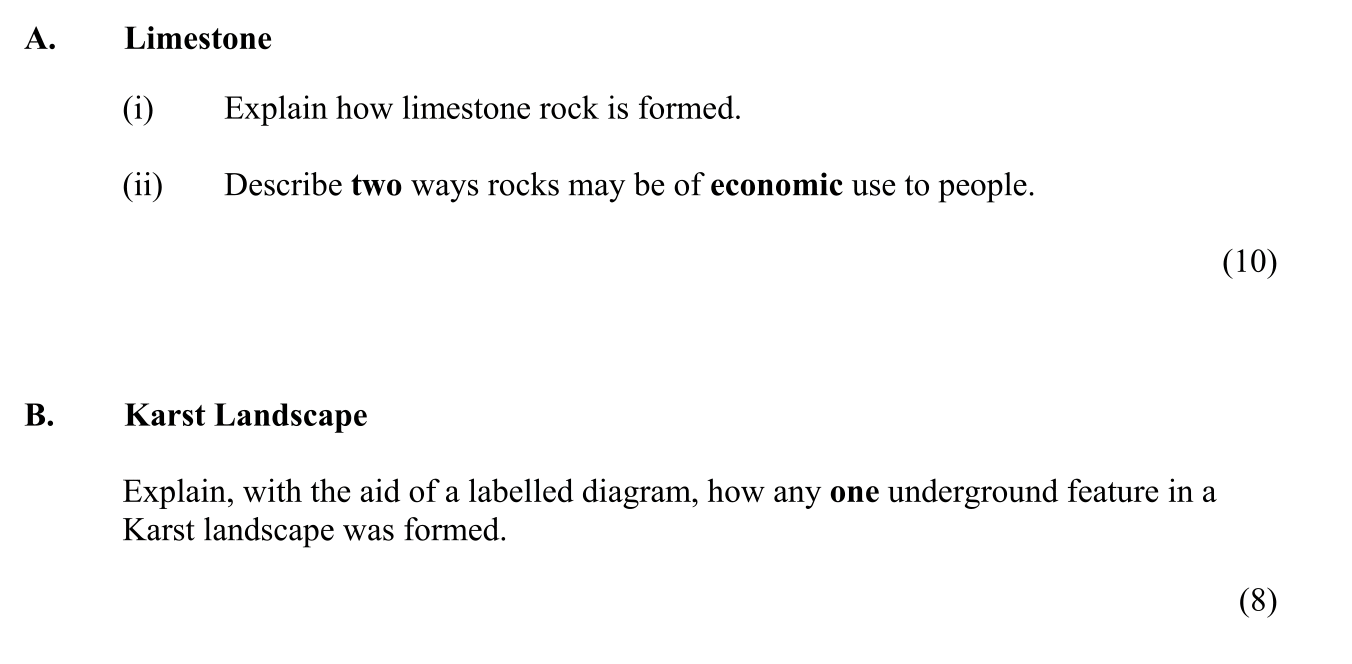 A. Limestone
(i) Explain how limestone rock is formed.
(ii) Describe two ways rocks may be of economic use to people.
(10)
B. Karst Landscape
Explain, with the aid of a labelled diagram, how any one underground feature in a
Karst landscape was formed.
(8)